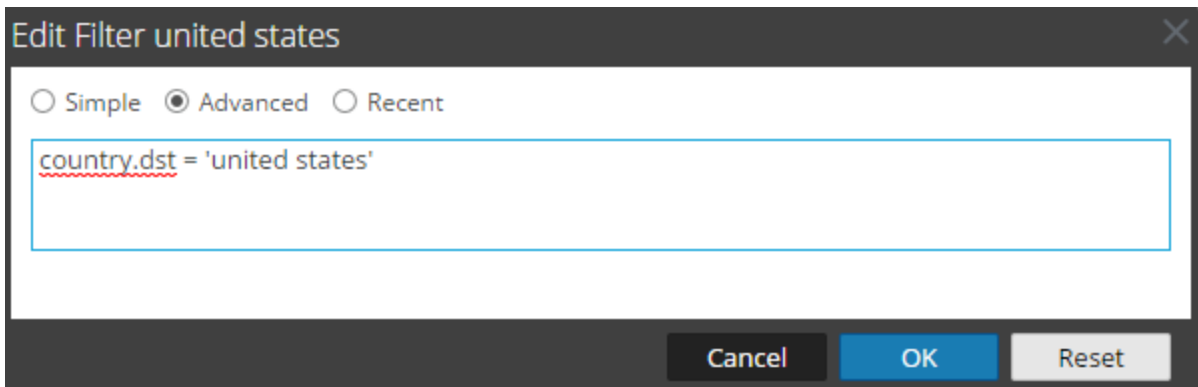 Edit Filter united states
Simple Advanced Recent
country.dst = 'united states'
Cancel OK Reset